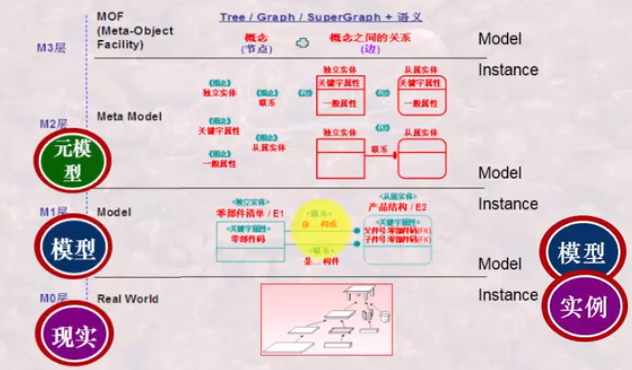 MOF
(Meta-Object
Facility)
M3层
Tree / Graph / SuperGraph + 语义
概念
(节点)
概念之间的关系
(边)
Model
Instance
M2层
Meta Model
元模型
《概念》
独立实体
《概念》
联系
《概念》
关键字属性
《概念》
从属实体
《概念》
一般属性
独立实体
关键字属性
一般属性
从属实体
关键字属性
一般属性
独立实体
联系
从属实体
Model
Instance
M1层
Model
模型
<独立实体>
零部件清单 / E1
<关键字属性>
零部件码
<联系>
由...构成
<联系>
是...构件
<从属实体>
产品结构 / E2
<关键字属性>
父件号.零部件码(FK)
子件号.零部件码(FK)
Model
Instance
模型
实例
M0层
Real World
现实